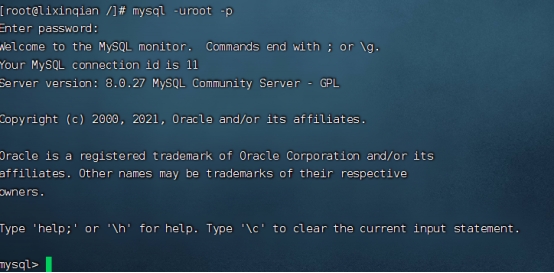 [root@lixinqian /]# mysql -uroot -p
Enter password:
Welcome to the MySQL monitor.  Commands end with ; or \g.
Your MySQL connection id is 11
Server version: 8.0.27 MySQL Community Server - GPL
Copyright (c) 2000, 2021, Oracle and/or its affiliates.
Oracle is a registered trademark of Oracle Corporation and/or its
affiliates. Other names may be trademarks of their respective
owners.
Type 'help;' or '\h' for help. Type '\c' to clear the current input statement.
mysql>